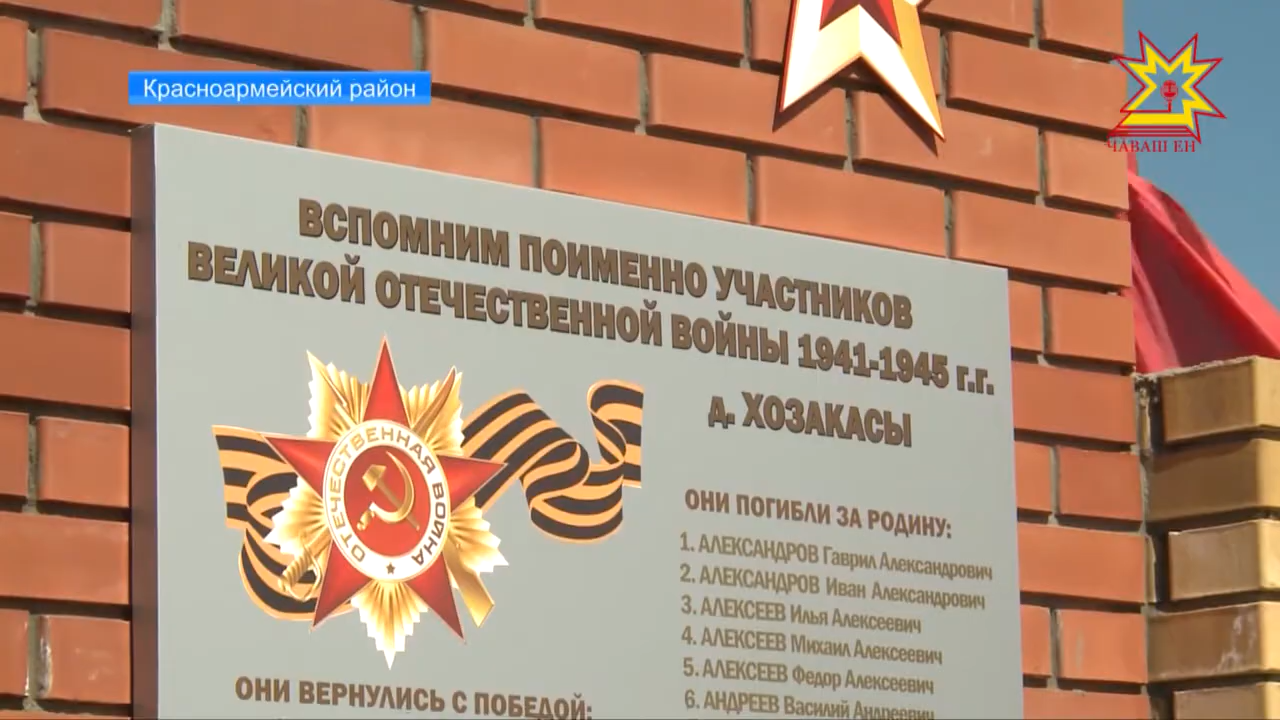 Красноармейский район
ЧӐВАШ ЕН
ВСПОМНИМ ПОИМЕННО УЧАСТНИКОВ
ВЕЛИКОЙ ОТЕЧЕСТВЕННОЙ ВОЙНЫ 1941-1945 г.г.
д. ХОЗАКАСЫ
ОТЕЧЕСТВЕННАЯ ВОЙНА
ОНИ ПОГИБЛИ ЗА РОДИНУ:
1. АЛЕКСАНДРОВ Гаврил Александрович
2. АЛЕКСАНДРОВ Иван Александрович
3. АЛЕКСЕЕВ Илья Алексеевич
4. АЛЕКСЕЕВ Михаил Алексеевич
5. АЛЕКСЕЕВ Федор Алексеевич
6. АНДРЕЕВ Василий Андреевич
ОНИ ВЕРНУЛИСЬ С ПОБЕДОЙ: